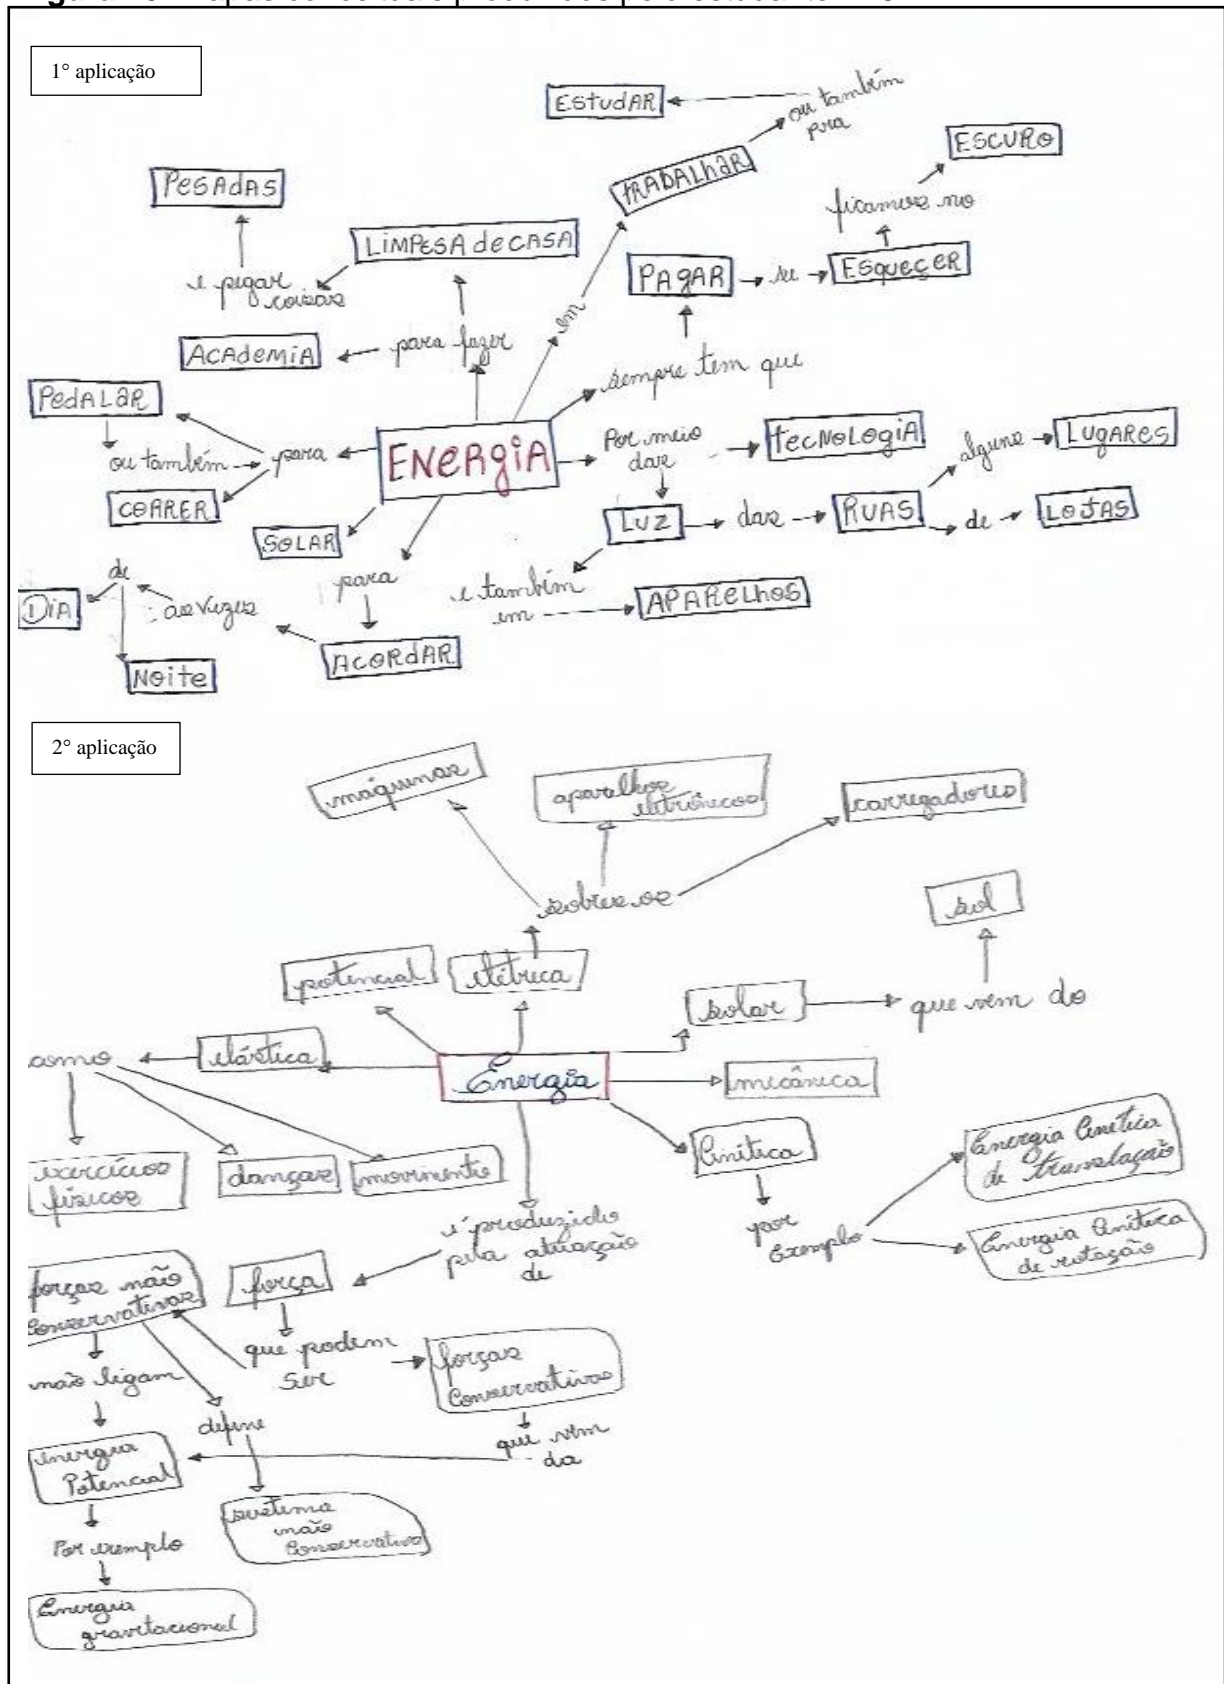 1° aplicação
EStudAR
ou também
pra
TRABALhaR
ESCURO
PeSAdAS
ficamos no
LiMPESA de CASA
PAgAR
se
ESqueçeR
e pegar
coisas
em
ACAdemiA
para fazer
sempre tem que
PedALaR
ou também
para
ENeRgiA
Por meio
das
tecNoLogiA
alguns
LUgARes
CORRER
SOLAR
LUZ
das
RUAS
de
LOJAS
de
para
e também
em
APARelhos
DiA
as vezes
ACORdAR
Noite
2° aplicação
máquinas
aparelhos
eletrônicos
carregadores
sobres os
sol
potencial
elétrica
solar
que vem do
como
elástica
Energia
mecânica
exercícios
físicos
danças
movimento
Cinética
Energia Cinética
de translação
é produzido
pela atuação
de
por
Exemplo
Energia Cinética
de rotação
forças não
Conservativas
força
que podem
ser
forças
Conservativas
não ligam
define
que vem
da
energia
Potencial
sistema
não
Conservativo
Por exemplo
Energia
gravitacional